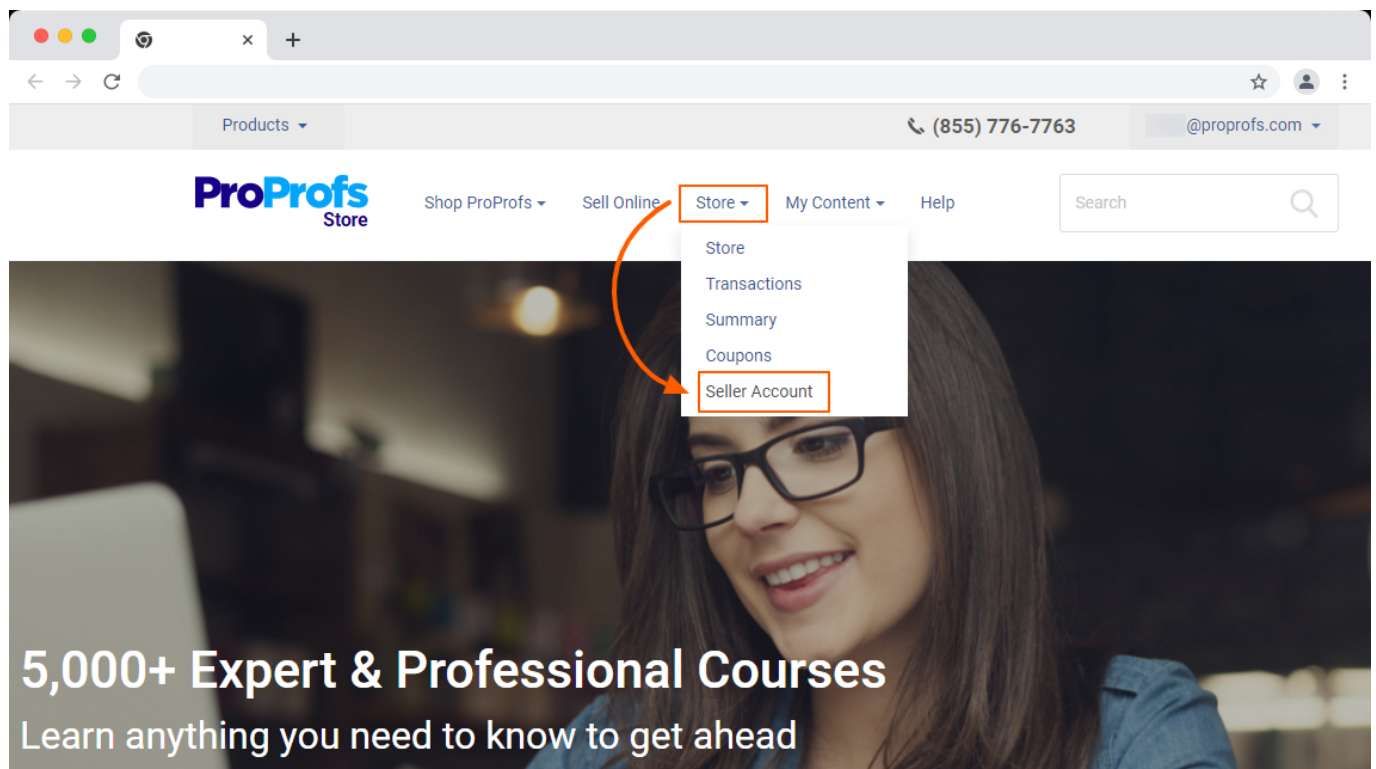 Products
(855) 776-7763
@proprofs.com
ProProfs
Store
Shop ProProfs
Sell Online
Store
My Content
Help
Search
Store
Transactions
Summary
Coupons
Seller Account
5,000+ Expert & Professional Courses
Learn anything you need to know to get ahead